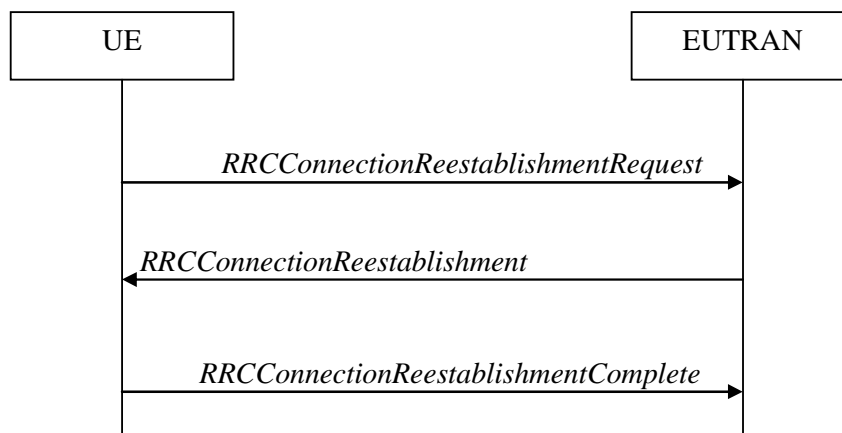 UE
EUTRAN
RRCConnectionReestablishmentRequest
RRCConnectionReestablishment
RRCConnectionReestablishmentComplete